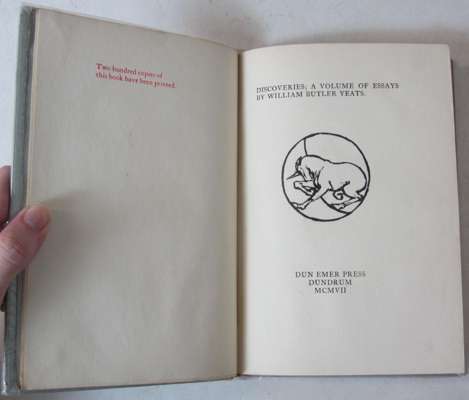 Two hundred copies of
this book have been printed.
DISCOVERIES; A VOLUME OF ESSAYS
BY WILLIAM BUTLER YEATS.
DUN EMER PRESS
DUNDRUM
MCMVII